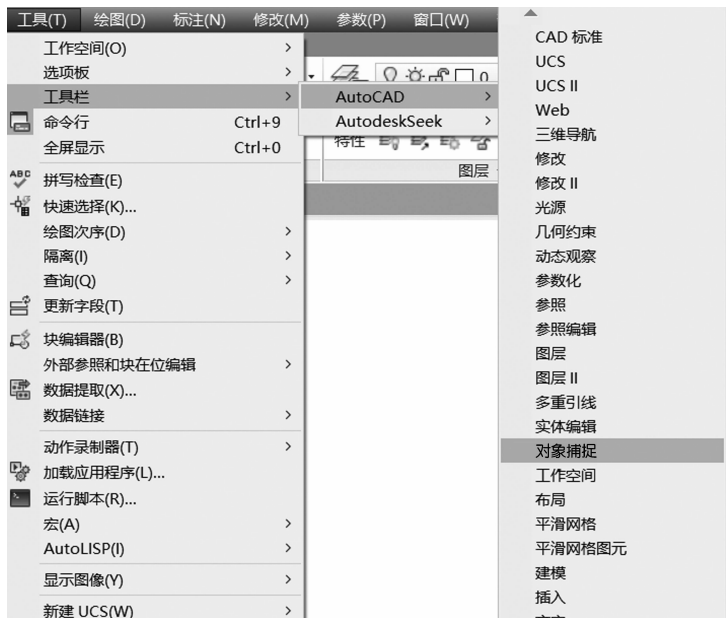 工具(T) 绘图(D) 标注(N) 修改(M) 参数(P) 窗口(W)
工作空间(O)
选项板
工具栏
命令行 Ctrl+9
全屏显示 Ctrl+0
ABC
拼写检查(E)
快速选择(K)...
绘图次序(D)
隔离(I)
查询(Q)
更新字段(T)
块编辑器(B)
外部参照和块在位编辑
数据提取(X)...
数据链接
动作录制器(T)
加载应用程序(L)...
运行脚本(R)...
宏(A)
AutoLISP(I)
显示图像(Y)
新建 UCS(W)
0
AutoCAD
AutodeskSeek
特性
图层
CAD 标准
UCS
UCS II
Web
三维导航
修改
修改 II
光源
几何约束
动态观察
参数化
参照
参照编辑
图层
图层 II
多重引线
实体编辑
对象捕捉
工作空间
布局
平滑网格
平滑网格图元
建模
插入